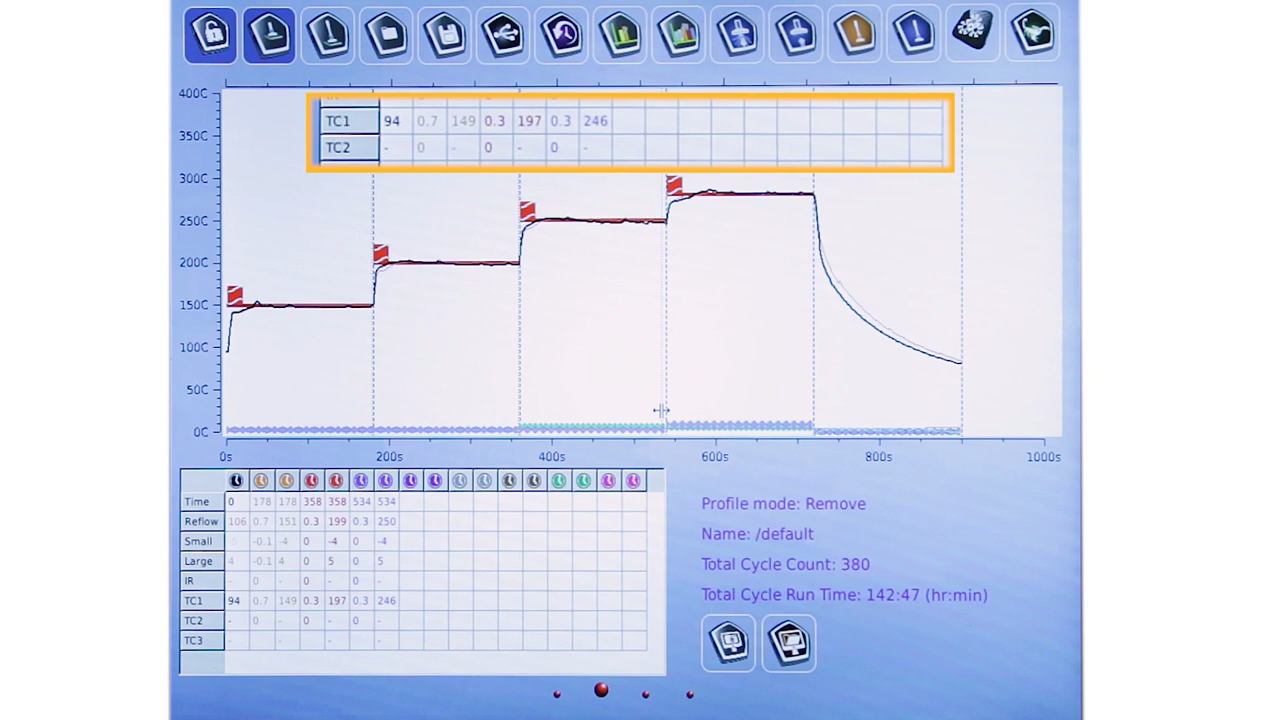 400C
TC1 94 0.7 149 0.3 197 0.3 246
350C
TC2 - 0 - 0 - 0 -
300C
250C
200C
150C
100C
50C
0C
0s 200s 400s 600s 800s 1000s
Time 0 178 178 358 358 534 534
Reflow 106 0.7 151 0.3 199 0.3 250
Small -0.1 -4 0 -4 0 -4
Large 4 -0.1 4 0 5 0 5
IR - 0 - 0 - 0 -
TC1 94 0.7 149 0.3 197 0.3 246
TC2 - 0 - 0 - 0 -
TC3 - - - -
Profile mode: Remove
Name: /default
Total Cycle Count: 380
Total Cycle Run Time: 142:47 (hr:min)